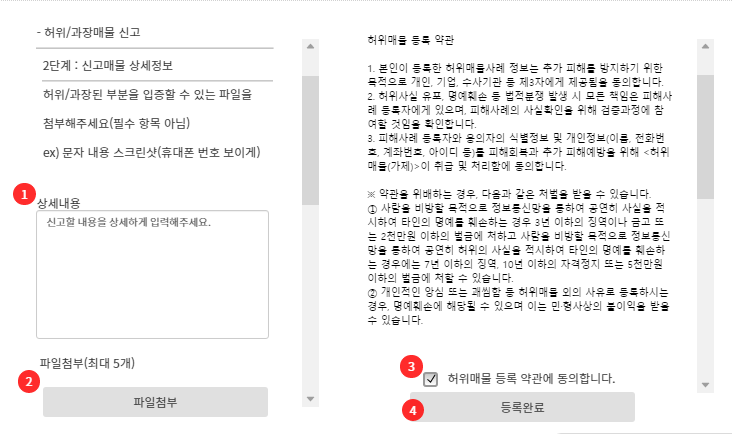 - 허위/과장매물 신고
2단계 : 신고매물 상세정보
허위/과장된 부분을 입증할 수 있는 파일을
첨부해주세요(필수 항목 아님)
ex) 문자 내용 스크린샷(휴대폰 번호 보이게)
1
상세내용
신고할 내용을 상세하게 입력해주세요.
파일첨부(최대 5개)
2
파일첨부
허위매물 등록 약관
1. 본인이 등록한 허위매물사례 정보는 추가 피해를 방지하기 위한
목적으로 개인, 기업, 수사기관 등 제3자에게 제공됨을 동의합니다.
2. 허위사실 유포, 명예훼손 등 법적분쟁 발생 시 모든 책임은 피해사
례 등록자에게 있으며, 피해사례의 사실확인을 위해 검증과정에 참
여할 것임을 확인합니다.
3. 피해사례 등록자와 용의자의 식별정보 및 개인정보(이름, 전화번
호, 계좌번호, 아이디 등)를 피해회복과 추가 피해예방을 위해 <허위
매물(가제)>이 취급 및 처리함에 동의합니다.
※ 약관을 위배하는 경우, 다음과 같은 처벌을 받을 수 있습니다.
① 사람을 비방할 목적으로 정보통신망을 통하여 공연히 사실을 적
시하여 타인의 명예를 훼손하는 경우 3년 이하의 징역이나 금고 또
는 2천만원 이하의 벌금에 처하고 사람을 비방할 목적으로 정보통신
망을 통하여 공연히 허위의 사실을 적시하여 타인의 명예를 훼손하
는 경우에는 7년 이하의 징역, 10년 이하의 자격정지 또는 5천만원
이하의 벌금에 처할 수 있습니다.
② 개인적인 앙심 또는 괘씸함 등 허위매물 외의 사유로 등록하시는
경우, 명예훼손에 해당될 수 있으며 이는 민·형사상의 불이익을 받을
수 있습니다.
3
허위매물 등록 약관에 동의합니다.
4
등록완료